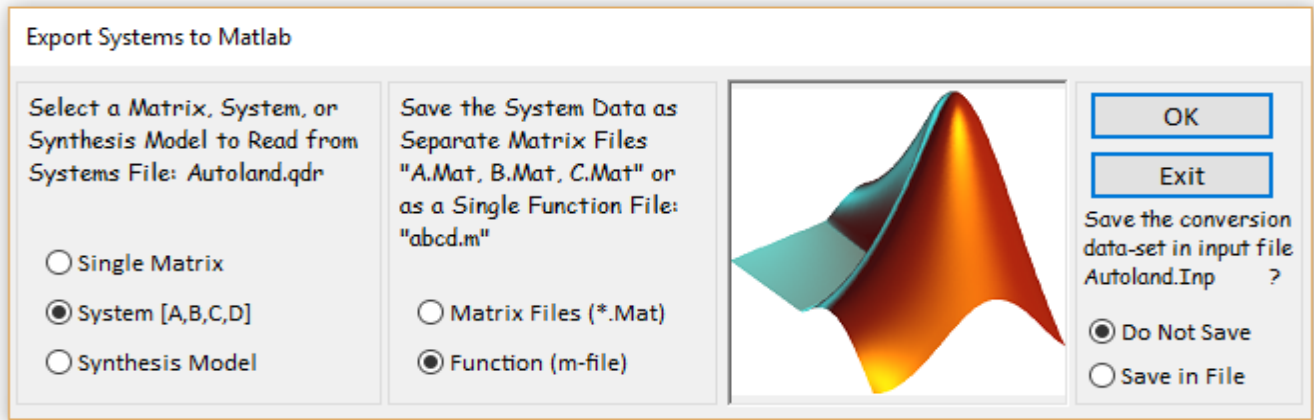 Export Systems to Matlab
Select a Matrix, System, or
Synthesis Model to Read from
Systems File: Autoland.qdr
Single Matrix
System [A,B,C,D]
Synthesis Model
Save the System Data as
Separate Matrix Files
"A.Mat, B.Mat, C.Mat" or
as a Single Function File:
"abcd.m"
Matrix Files (*.Mat)
Function (m-file)
OK
Exit
Save the conversion
data-set in input file
Autoland.Inp ?
Do Not Save
Save in File